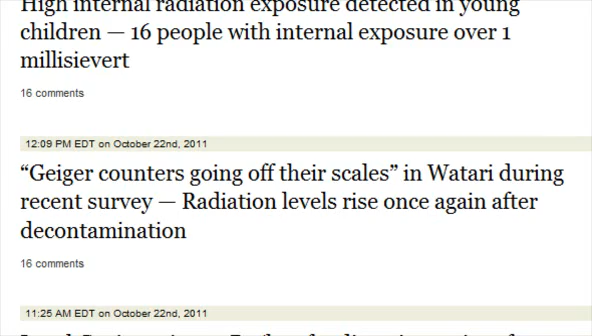 High internal radiation exposure detected in young
children — 16 people with internal exposure over 1
millisievert
16 comments
12:09 PM EDT on October 22nd, 2011
“Geiger counters going off their scales” in Watari during
recent survey — Radiation levels rise once again after
decontamination
16 comments
11:25 AM EDT on October 22nd, 2011